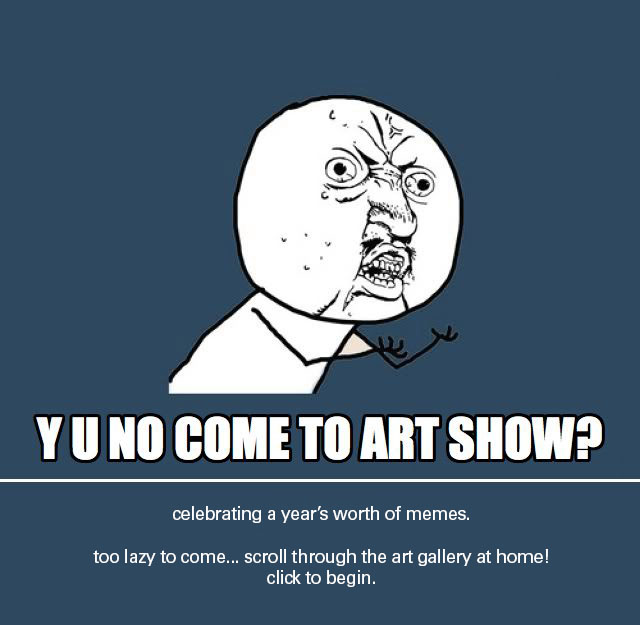 Y U NO COME TO ART SHOW?
celebrating a year's worth of memes.
too lazy to come... scroll through the art gallery at home!
click to begin.